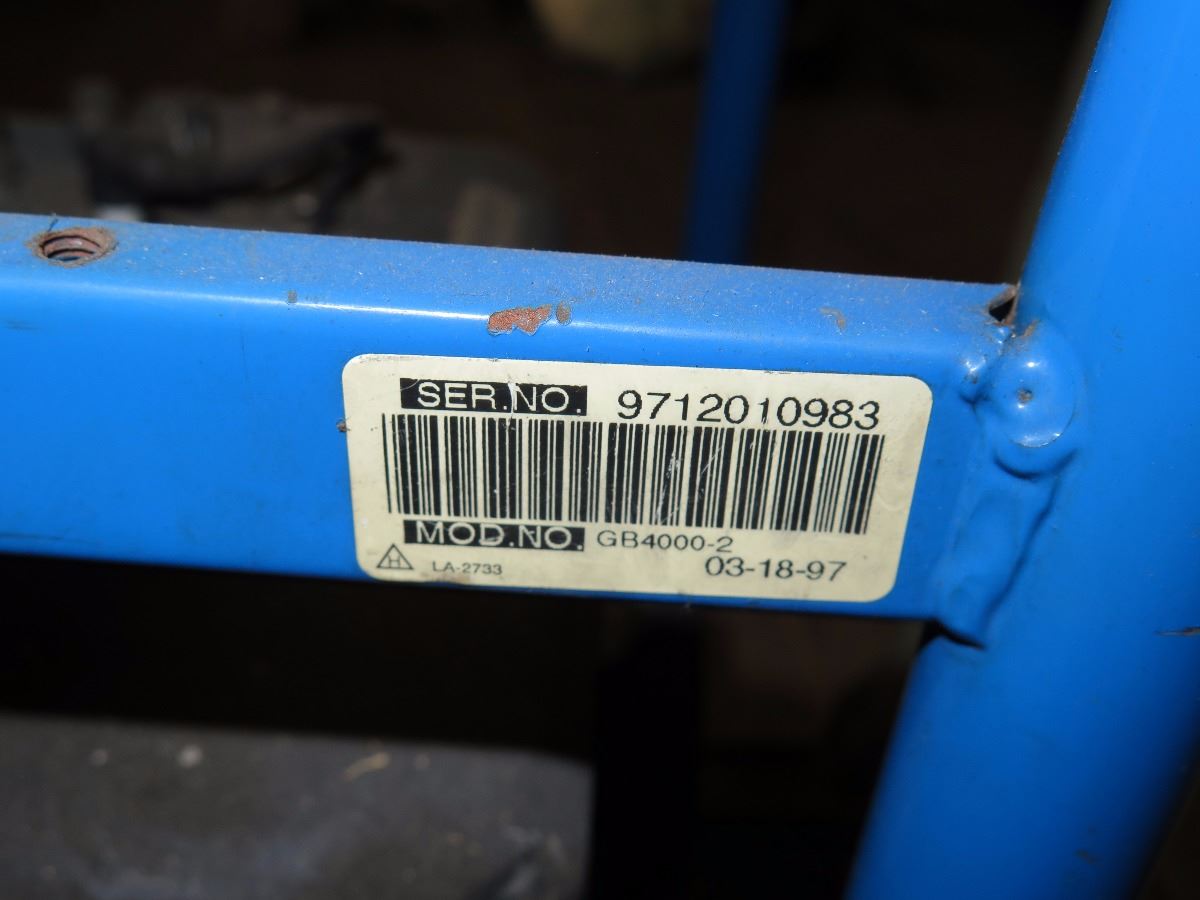 SER.NO. 9712010983
MOD.NO. GB4000-2
H LA-2733 03-18-97